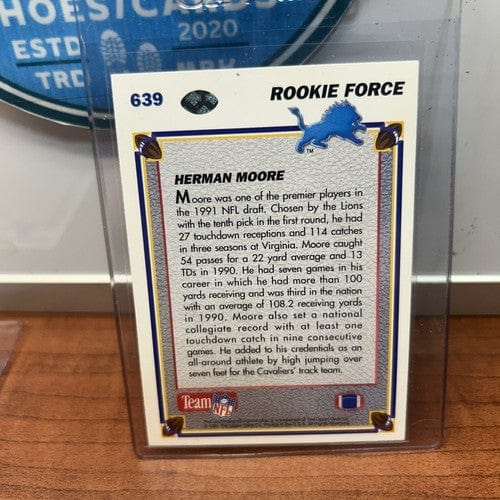 HOESTCARDS
ESTD 2020
TRD MRK
639
ROOKIE FORCE
TM
HERMAN MOORE
Moore was one of the premier players in
the 1991 NFL draft. Chosen by the Lions
with the tenth pick in the first round, he had
27 touchdown receptions and 114 catches
in three seasons at Virginia. Moore caught
54 passes for a 22 yard average and 13
TDs in 1990. He had seven games in his
career in which he had more than 100
yards receiving and was third in the nation
with an average of 108.2 receiving yards
in 1990. Moore also set a national
collegiate record with at least one
touchdown catch in nine consecutive
games. He added to his credentials as an
all-around athlete by high jumping over
seven feet for the Cavaliers' track team.
Team NFL